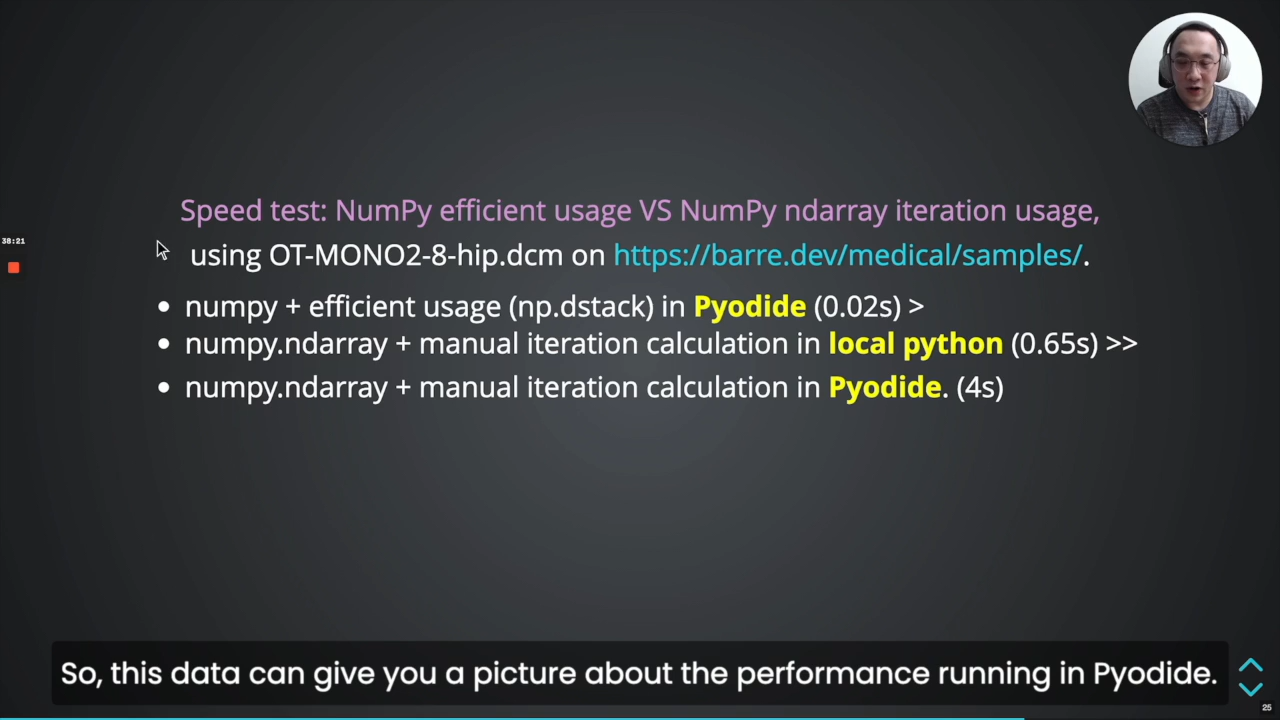 Speed test: NumPy efficient usage VS NumPy ndarray iteration usage,
using OT-MONO2-8-hip.dcm on https://barre.dev/medical/samples/.
38:21
• numpy + efficient usage (np.dstack) in Pyodide (0.02s) >
• numpy.ndarray + manual iteration calculation in local python (0.65s) >>
• numpy.ndarray + manual iteration calculation in Pyodide. (4s)
So, this data can give you a picture about the performance running in Pyodide.
25